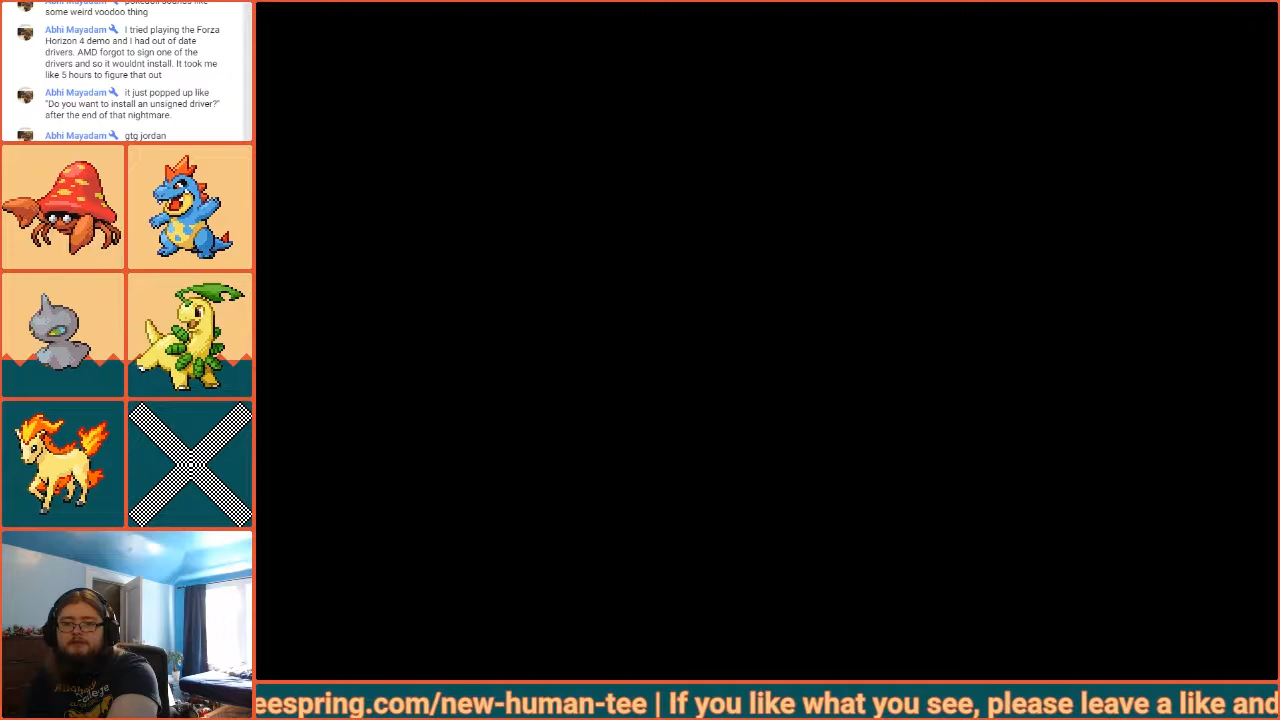 some weird voodoo thing
Abhi Mayadam I tried playing the Forza
Horizon 4 demo and I had out of date
drivers. AMD forgot to sign one of the
drivers and so it wouldnt install. It took me
like 5 hours to figure that out
Abhi Mayadam it just popped up like
"Do you want to install an unsigned driver?"
after the end of that nightmare.
Abhi Mayadam gtg jordan
eespring.com/new-human-tee | If you like what you see, please leave a like and